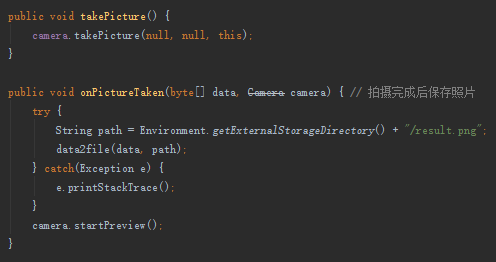 public void takePicture() {
camera.takePicture(null, null, this);
}
public void onPictureTaken(byte[] data, Camera camera) { // 拍摄完成后保存照片
try {
String path = Environment.getExternalStorageDirectory() + "/result.png";
data2file(data, path);
} catch(Exception e) {
e.printStackTrace();
}
camera.startPreview();
}